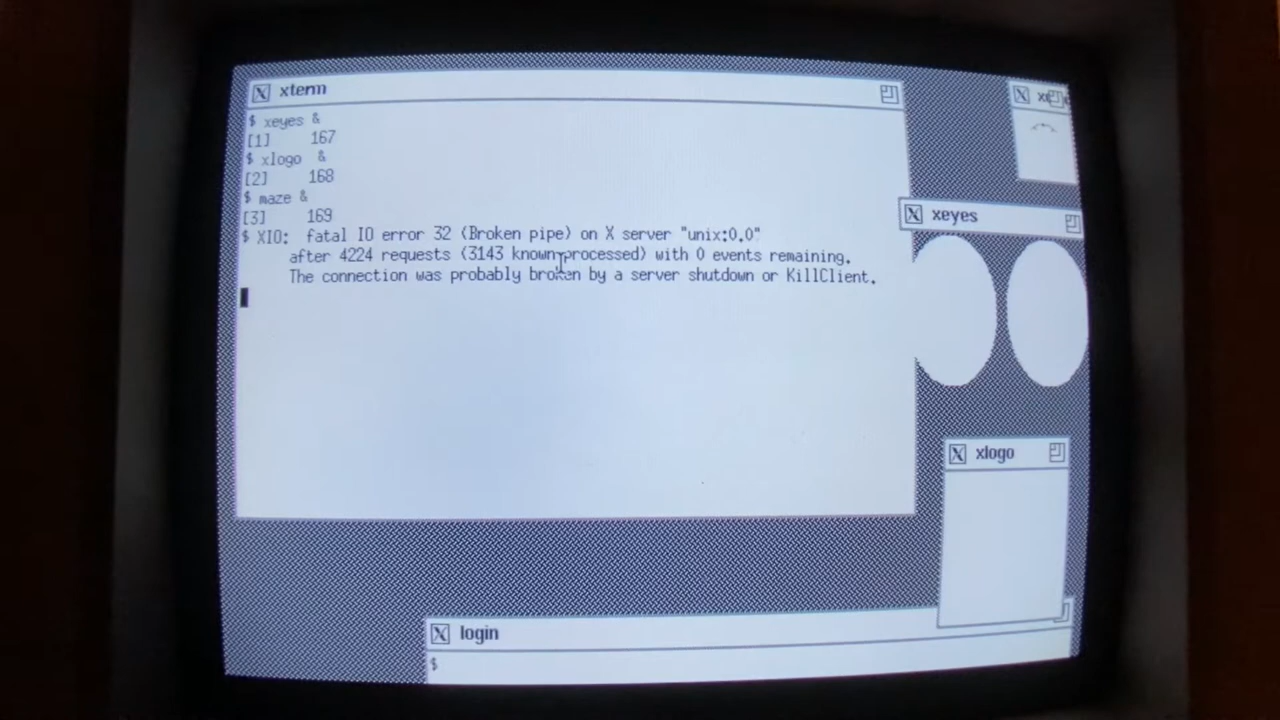 xterm
$ xeyes &
[1] 167
$ xlogo &
[2] 168
$ maze &
[3] 169
$ XIO: fatal IO error 32 (Broken pipe) on X server "unix:0.0"
after 4224 requests (3143 known processed) with 0 events remaining.
The connection was probably broken by a server shutdown or KillClient.
xeyes
xlogo
login
$